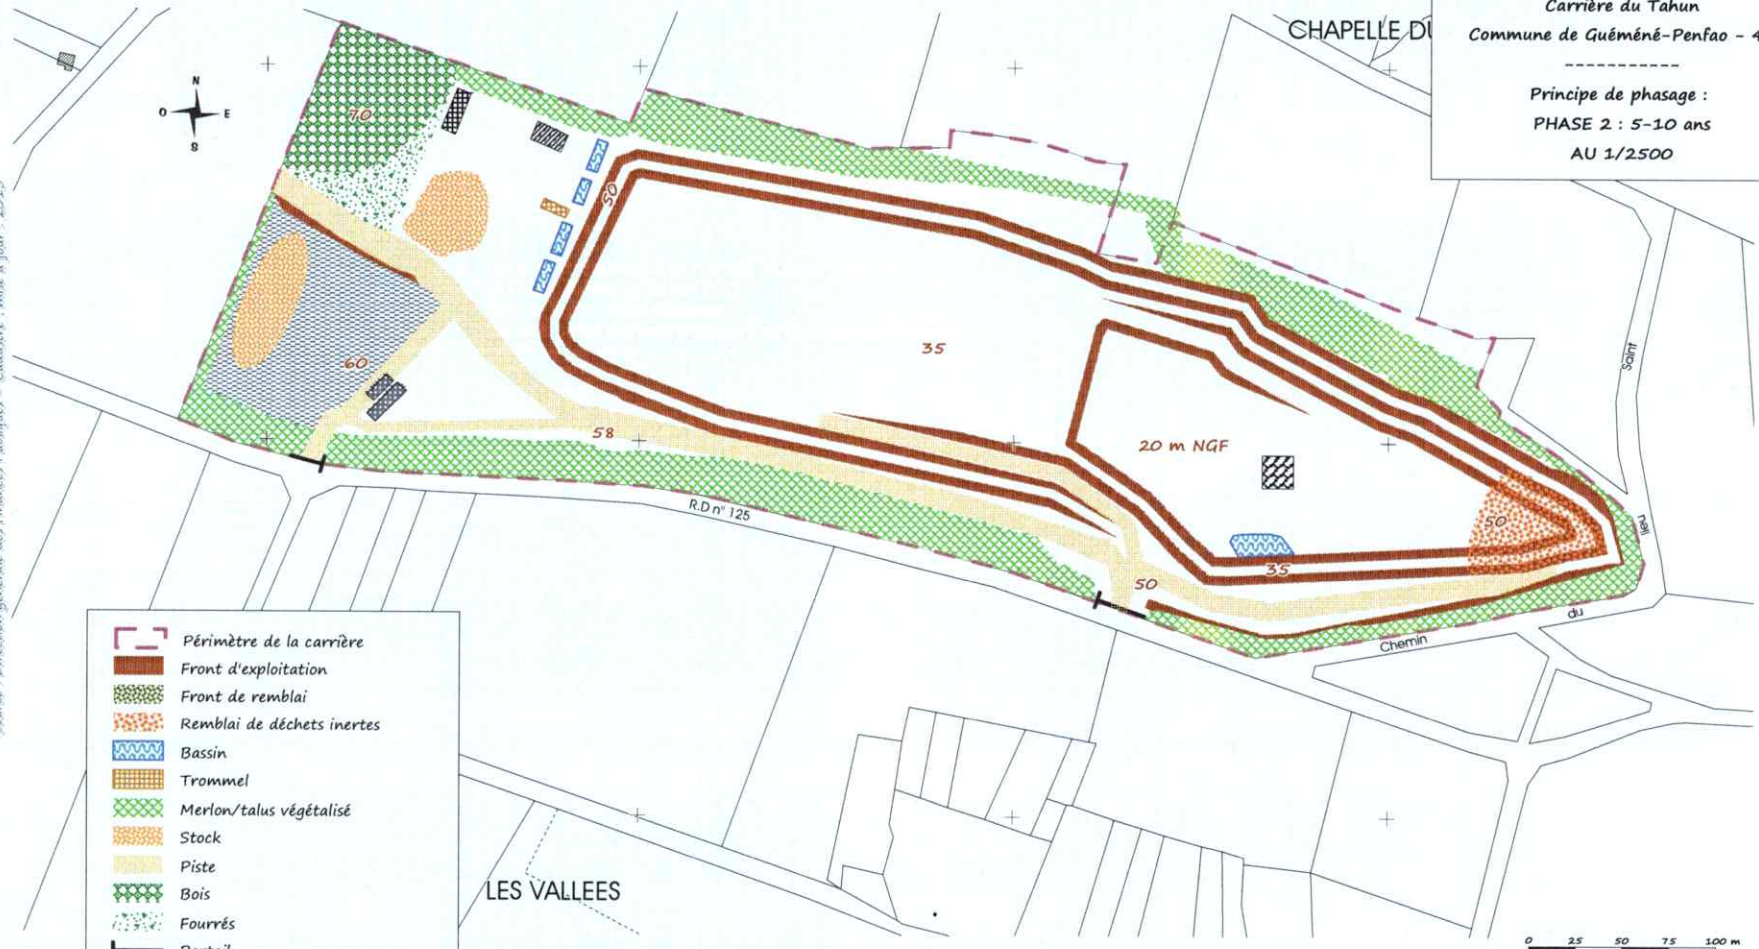 CHAPELLE DU
Carrière du Tahun
Commune de Guéméné-Penfao - 4
-----------
Principe de phasage :
PHASE 2 : 5-10 ans
AU 1/2500
N
O E
S
70
50
35
60
58
20 m NGF
50
35
50
R.D n° 125
Saint
lieu
du
Chemin
Périmètre de la carrière
Front d'exploitation
Front de remblai
Remblai de déchets inertes
Bassin
Trommel
Merlon/talus végétalisé
Stock
Piste
Bois
Fourrés
LES VALLEES
0 25 50 75 100 m